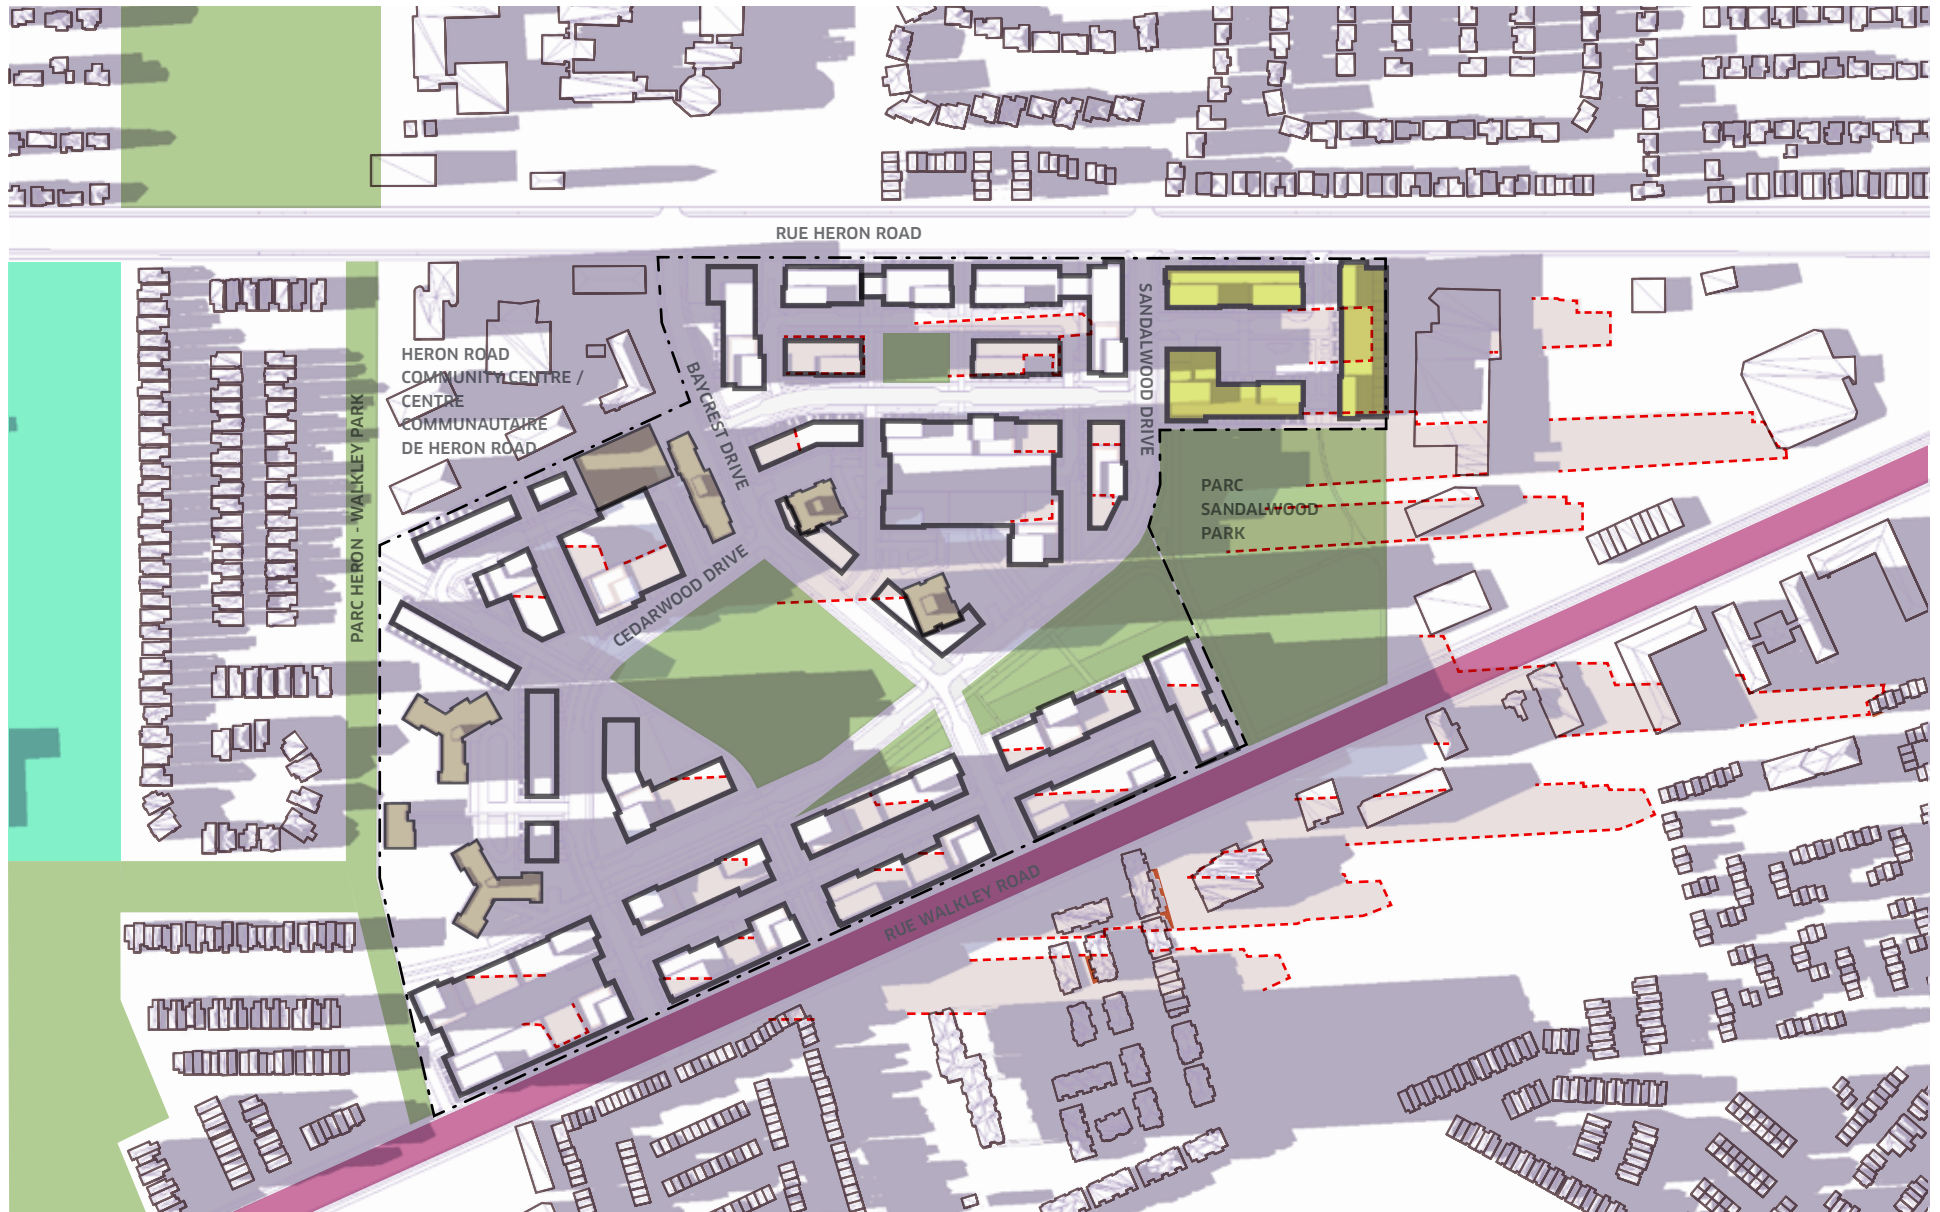 RUE HERON ROAD
SANDALWOOD DRIVE
HERON ROAD
COMMUNITY CENTRE /
CENTRE
COMMUNAUTAIRE
DE HERON ROAD
BAYCREST DRIVE
PARC HERON - WALKLEY PARK
PARC
SANDALWOOD
PARK
CEDARWOOD DRIVE
RUE WALKLEY ROAD